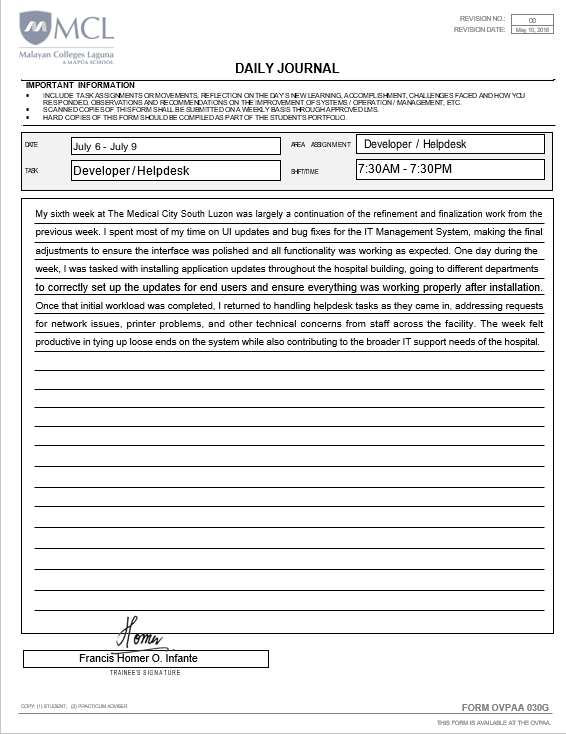 MCL
Malayan Colleges Laguna
A MAPUA SCHOOL
REVISION NO.: 00
REVISION DATE: May 10, 2016
DAILY JOURNAL
IMPORTANT INFORMATION
• INCLUDE TASK ASSIGNMENTS OR MOVEMENTS, REFLECTION ON THE DAY'S NEW LEARNING, ACCOMPLISHMENT, CHALLENGES FACED AND HOW YOU
RESPONDED, OBSERVATIONS AND RECOMMENDATIONS ON THE IMPROVEMENT OF SYSTEMS / OPERATION / MANAGEMENT, ETC.
• SCANNED COPIES OF THIS FORM SHALL BE SUBMITTED ON A WEEKLY BASIS THROUGH APPROVED LMS.
• HARD COPIES OF THIS FORM SHOULD BE COMPILED AS PART OF THE STUDENT'S PORTFOLIO.
DATE July 6 - July 9 AREA ASSIGNMENT Developer / Helpdesk
TASK Developer/Helpdesk SHIFT/TIME 7:30AM - 7:30PM
My sixth week at The Medical City South Luzon was largely a continuation of the refinement and finalization work from the
previous week. I spent most of my time on UI updates and bug fixes for the IT Management System, making the final
adjustments to ensure the interface was polished and all functionality was working as expected. One day during the
week, I was tasked with installing application updates throughout the hospital building, going to different departments
to correctly set up the updates for end users and ensure everything was working properly after installation.
Once that initial workload was completed, I returned to handling helpdesk tasks as they came in, addressing requests
for network issues, printer problems, and other technical concerns from staff across the facility. The week felt
productive in tying up loose ends on the system while also contributing to the broader IT support needs of the hospital.
Homer
Francis Homer O. Infante
TRAINEE'S SIGNATURE
COPY: (1) STUDENT; (2) PRACTICUM ADVISER
FORM OVPAA 030G
THIS FORM IS AVAILABLE AT THE OVPAA.